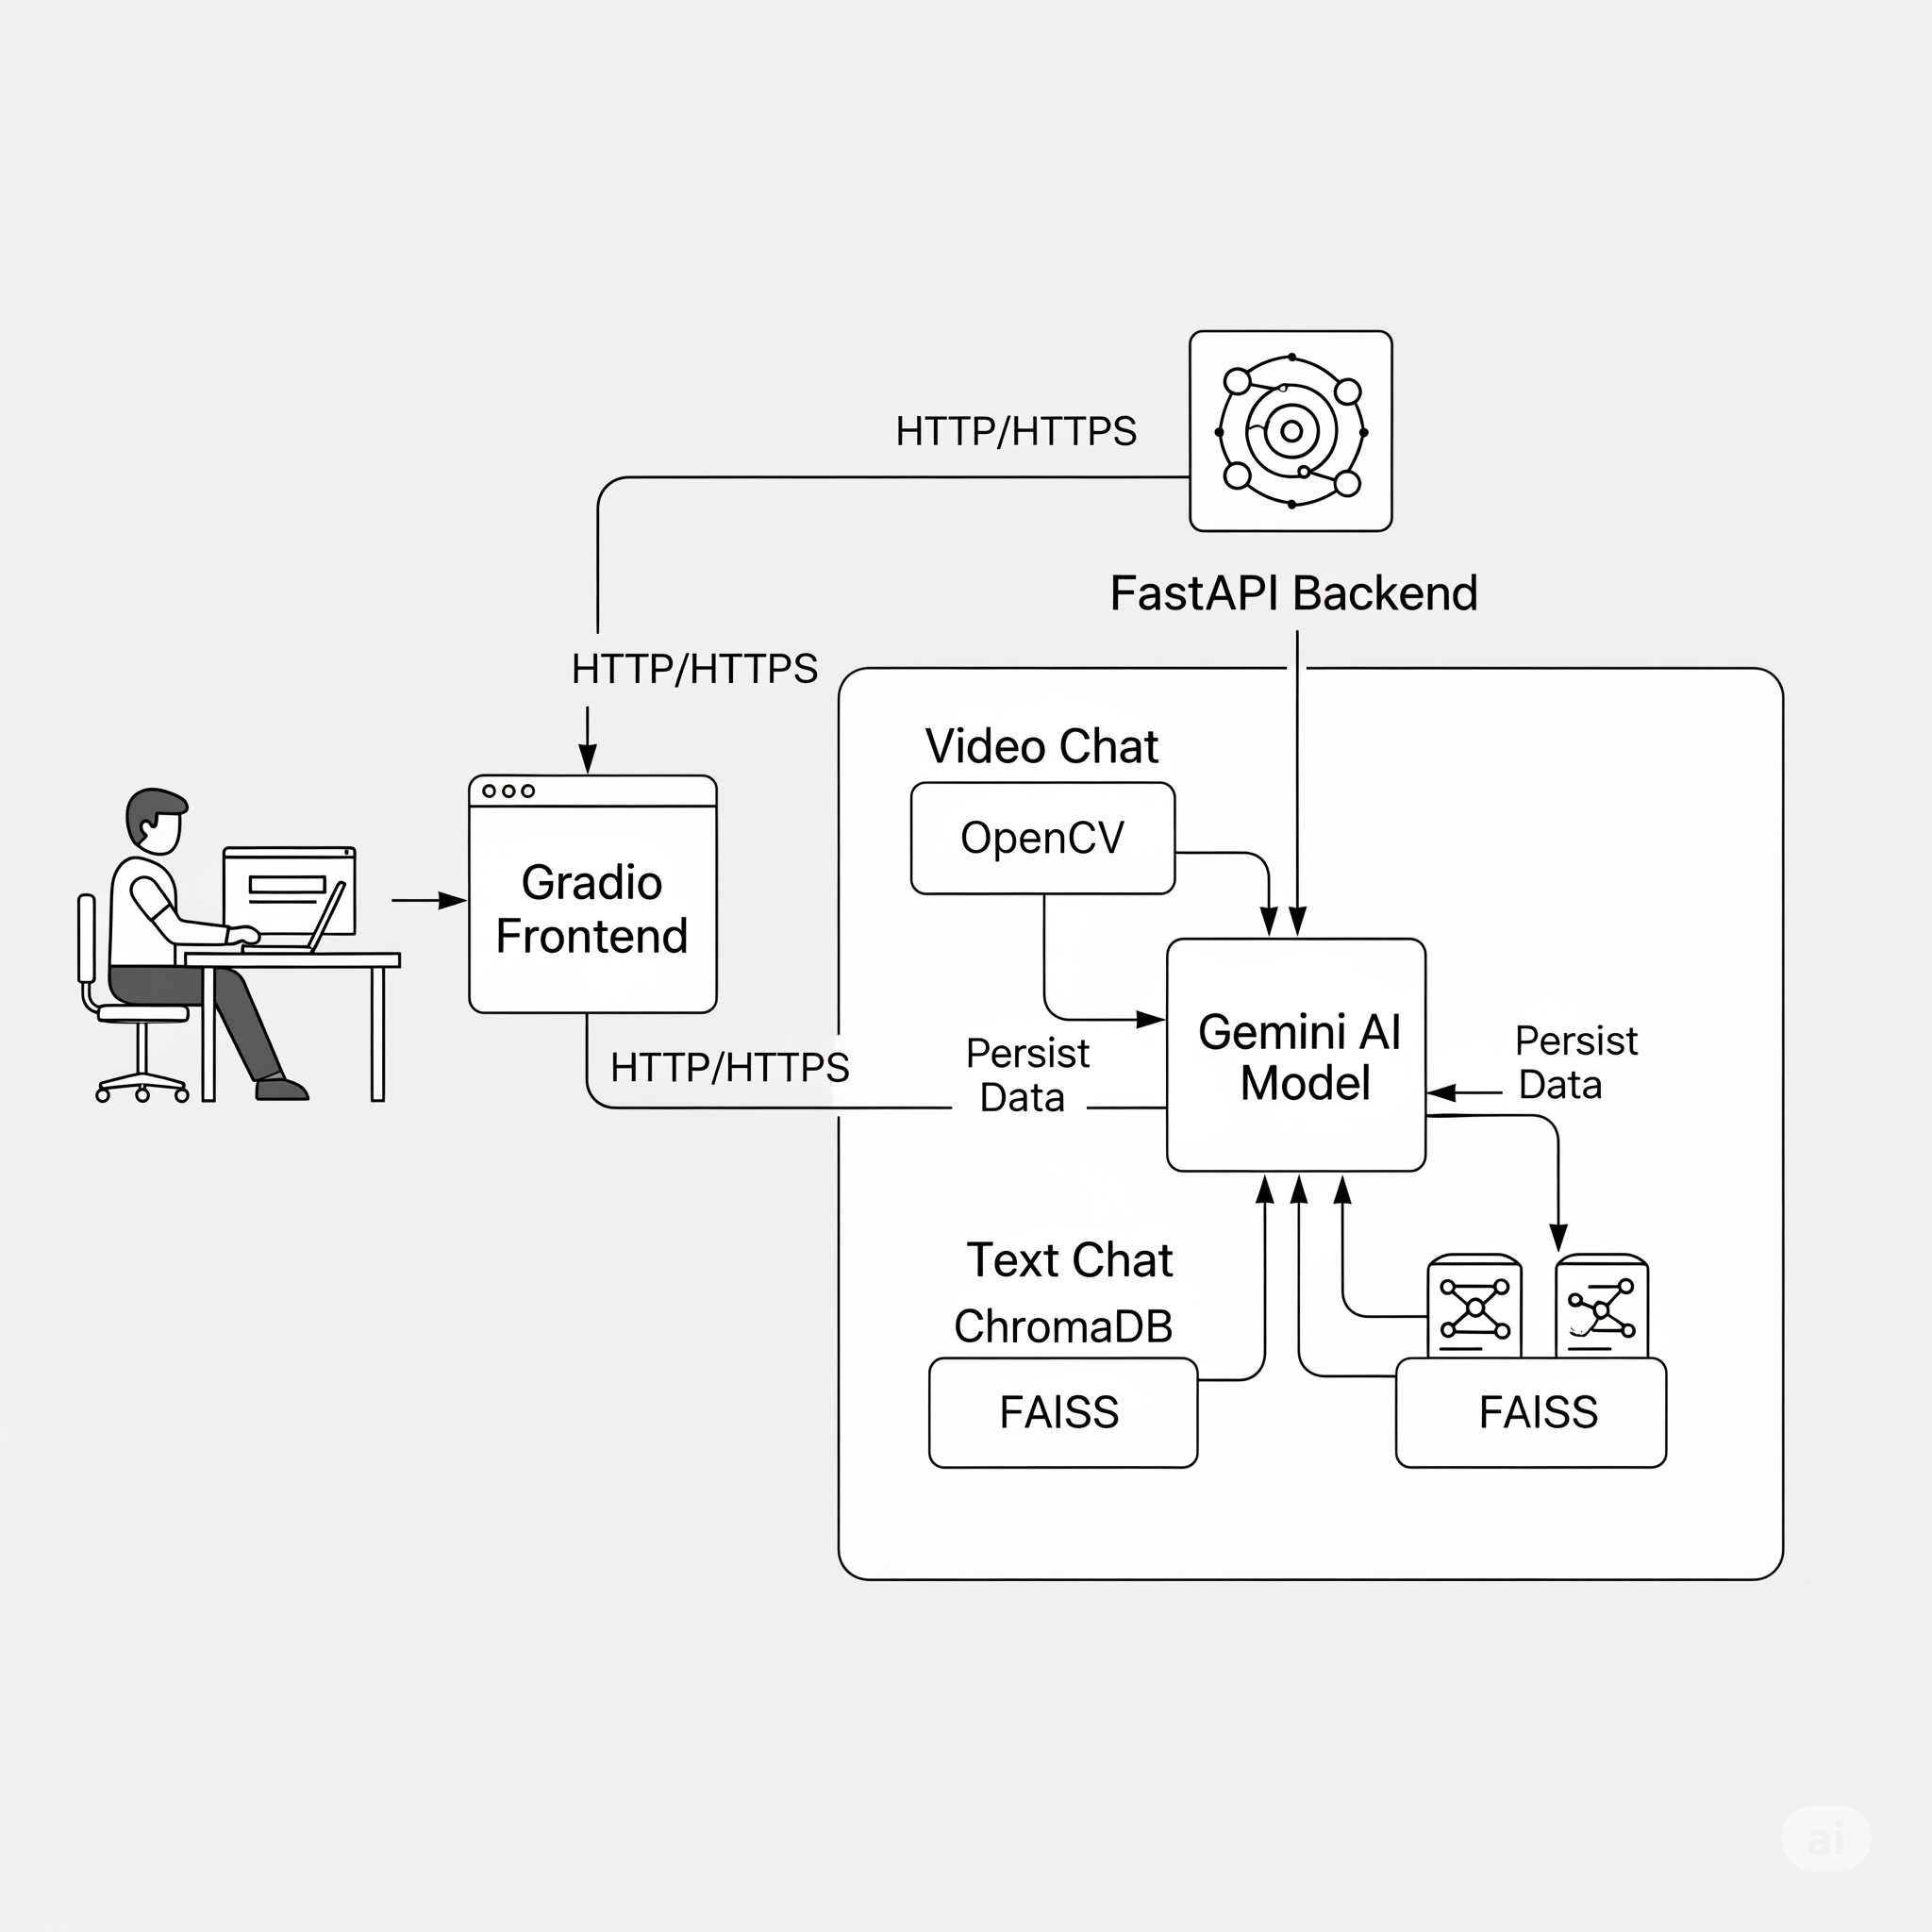 HTTP/HTTPS
FastAPI Backend
HTTP/HTTPS
Video Chat
OpenCV
Gradio
Frontend
HTTP/HTTPS
Persist
Data
Gemini AI
Model
Persist
Data
Text Chat
ChromaDB
FAISS
FAISS
ai